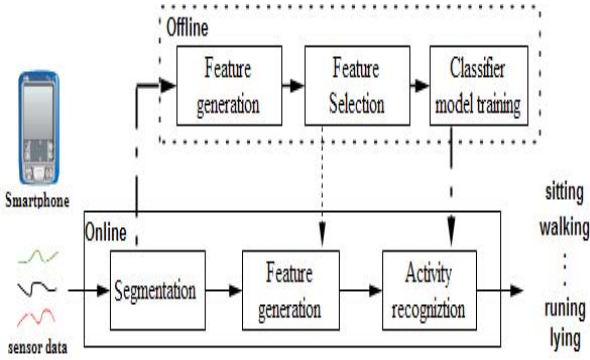 Offline
Feature
generation
Feature
Selection
Classifier
model training
Smartphone
Online
Segmentation
Feature
generation
Activity
recogniztion
sensor data
sitting
walking
:
:
runing
lying